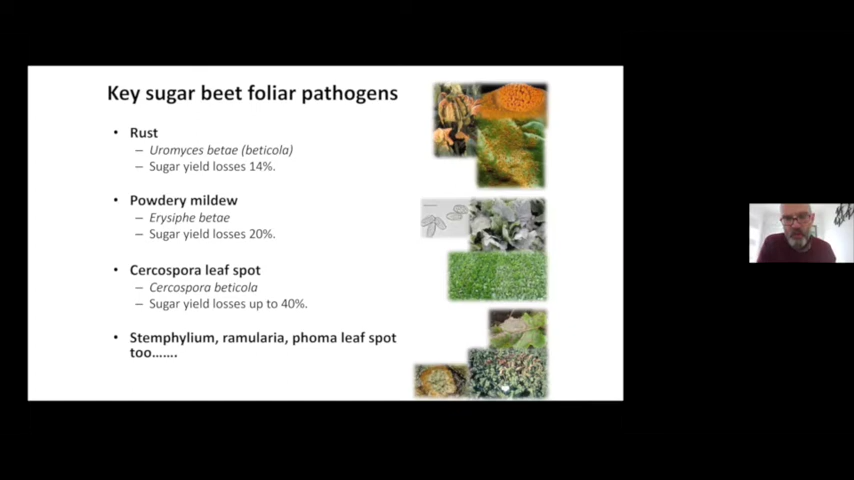 Key sugar beet foliar pathogens
• Rust
– Uromyces betae (beticola)
– Sugar yield losses 14%.
• Powdery mildew
– Erysiphe betae
– Sugar yield losses 20%.
• Cercospora leaf spot
– Cercospora beticola
– Sugar yield losses up to 40%.
• Stemphylium, ramularia, phoma leaf spot
too.......